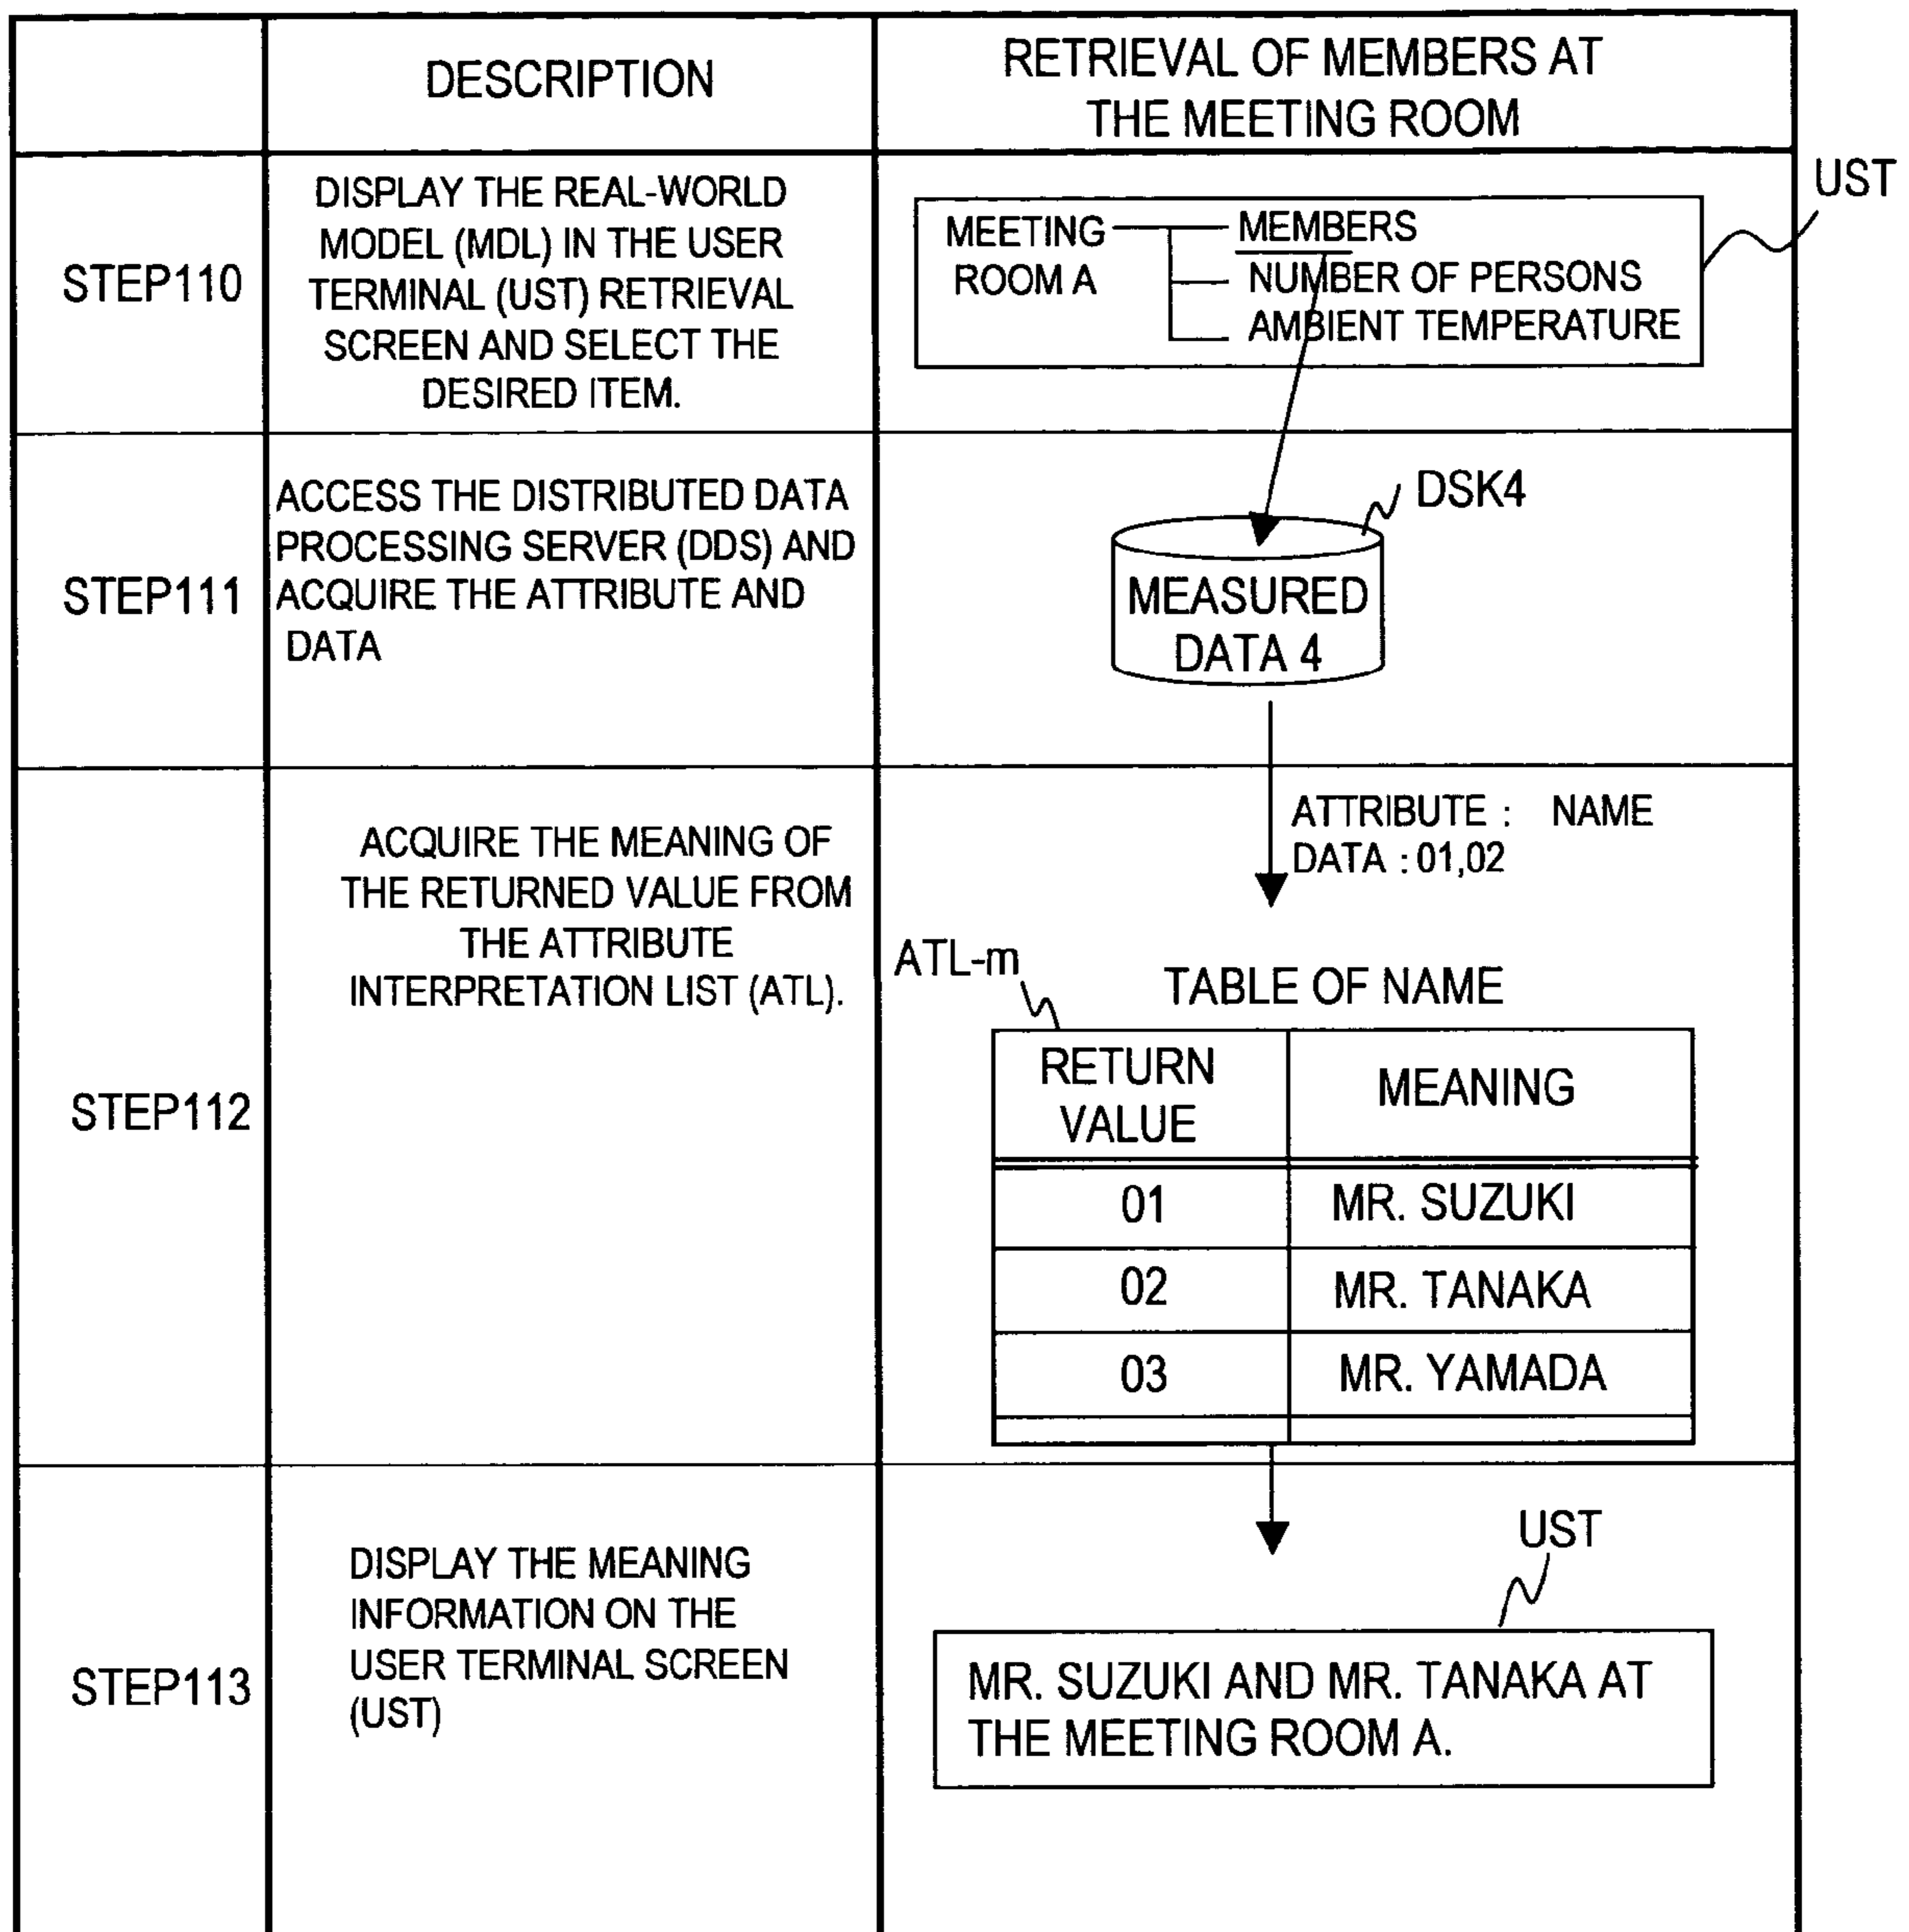 DESCRIPTION
RETRIEVAL OF MEMBERS AT
THE MEETING ROOM
STEP110
DISPLAY THE REAL-WORLD
MODEL (MDL) IN THE USER
TERMINAL (UST) RETRIEVAL
SCREEN AND SELECT THE
DESIRED ITEM.
MEETING
ROOM A
MEMBERS
NUMBER OF PERSONS
AMBIENT TEMPERATURE
UST
STEP111
ACCESS THE DISTRIBUTED DATA
PROCESSING SERVER (DDS) AND
ACQUIRE THE ATTRIBUTE AND
DATA
DSK4
MEASURED
DATA 4
STEP112
ACQUIRE THE MEANING OF
THE RETURNED VALUE FROM
THE ATTRIBUTE
INTERPRETATION LIST (ATL).
ATTRIBUTE : NAME
DATA : 01,02
ATL-m
TABLE OF NAME
RETURN
VALUE
MEANING
01 MR. SUZUKI
02 MR. TANAKA
03 MR. YAMADA
STEP113
DISPLAY THE MEANING
INFORMATION ON THE
USER TERMINAL SCREEN
(UST)
UST
MR. SUZUKI AND MR. TANAKA AT
THE MEETING ROOM A.